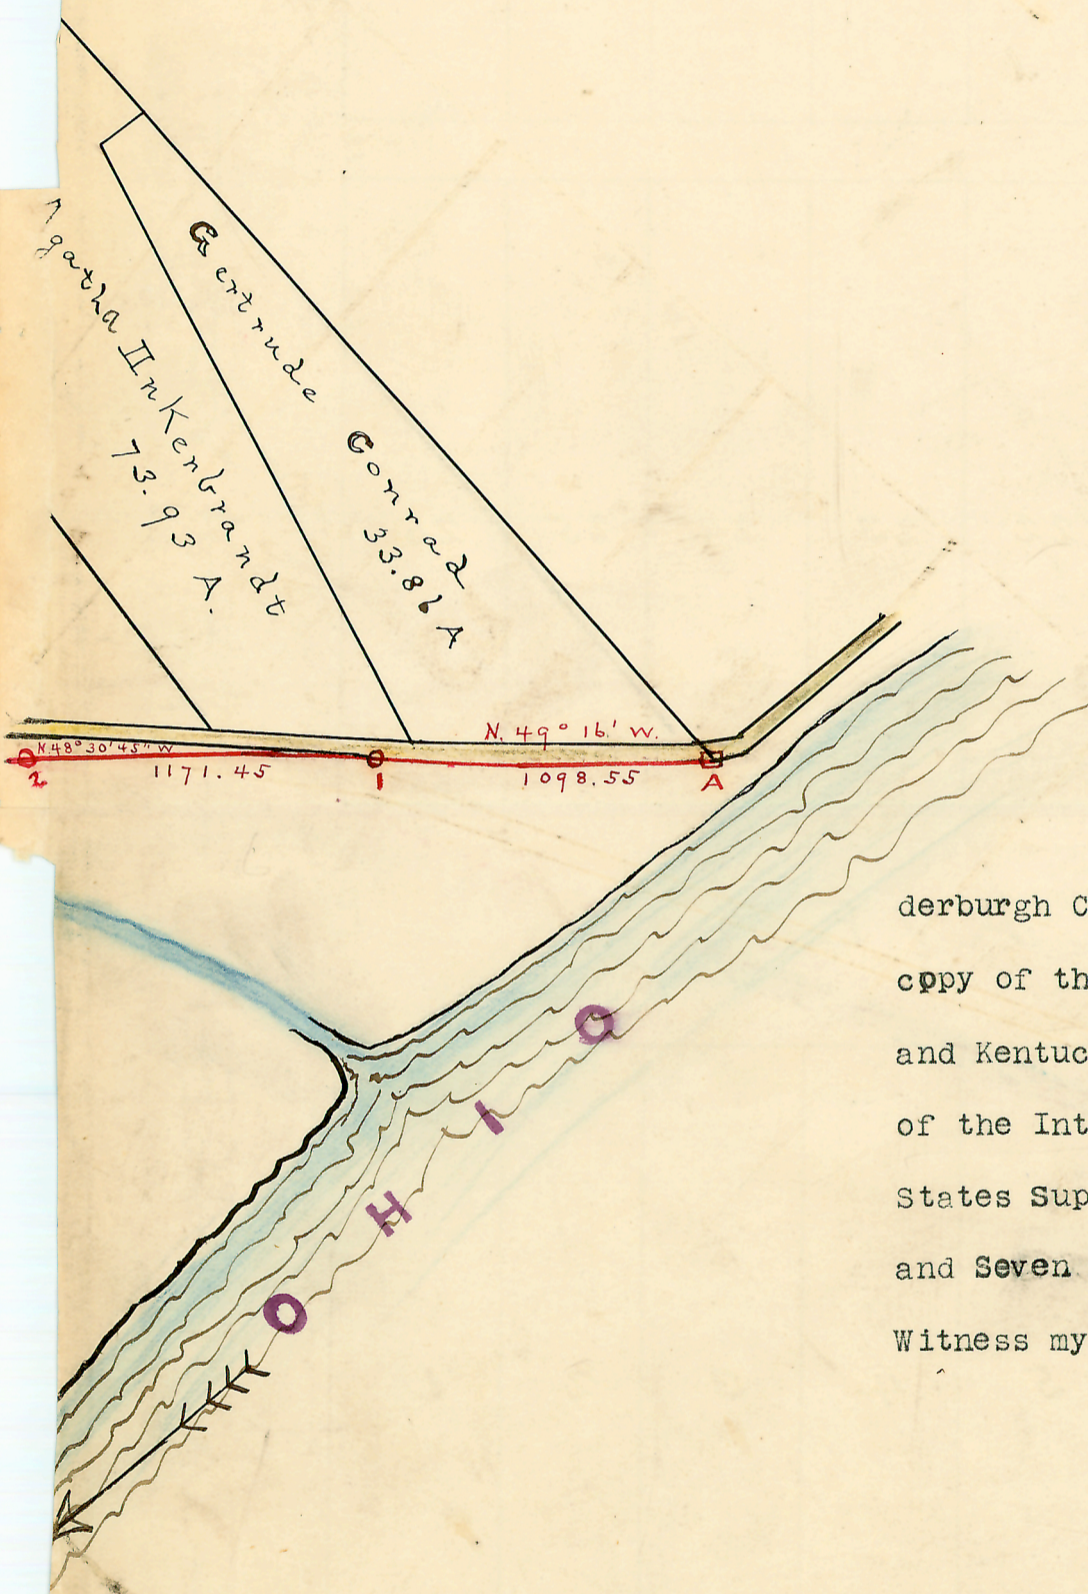 Agatha IInKenbrandt
73.93 A.
Gertrude Conrad
33.86 A
N. 49° 16' W.
N 48° 30' 45" W
1171.45
1098.55
2
1
A
OHIO
derburgh C
copy of th
and Kentuc
of the Int
States Sup
and Seven
Witness my